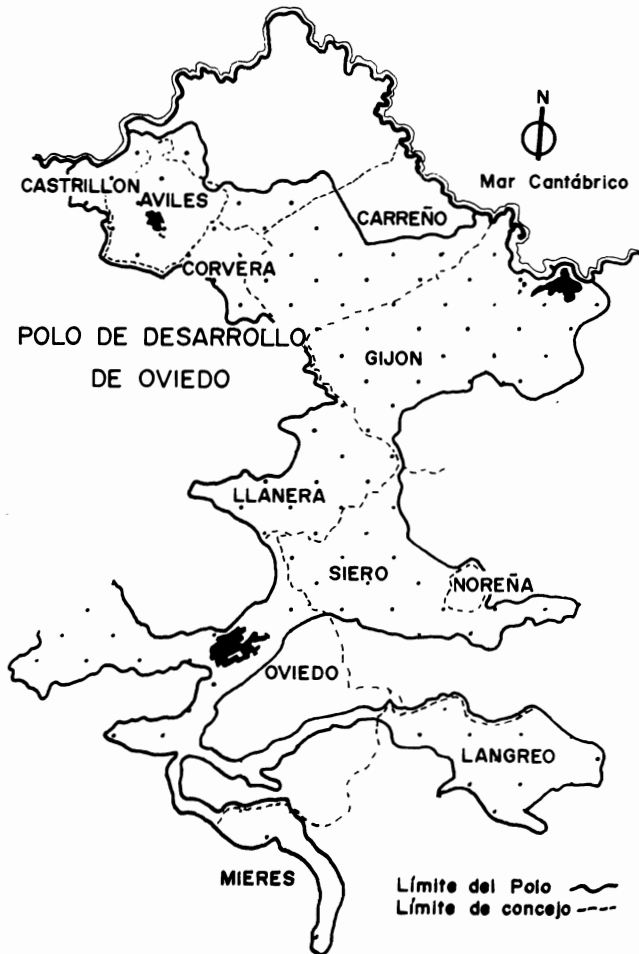 N
Mar Cantábrico
CASTRILLON
AVILES
CARREÑO
CORVERA
POLO DE DESARROLLO
DE OVIEDO
GIJON
LLANERA
SIERO
NOREÑA
OVIEDO
LANGREO
MIERES
Límite del Polo
Límite de concejo